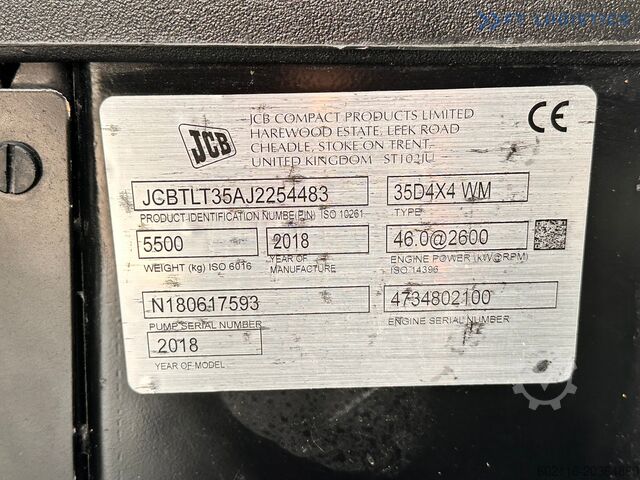 JCB
JCB COMPACT PRODUCTS LIMITED
HAREWOOD ESTATE, LEEK ROAD
CHEADLE, STOKE ON TRENT,
UNITED KINGDOM ST102JU
CE
JCBTLT35AJ2254483
35D4X4 WM
PRODUCT IDENTIFICATION NUMBE(PIN) ISO 10261
TYPE
5500
2018
46.0@2600
WEIGHT (kg) ISO 6016
YEAR OF
MANUFACTURE
ENGINE POWER (kW@RPM)
ISO 14396
N180617593
4734802100
PUMP SERIAL NUMBER
ENGINE SERIAL NUMBER
2018
YEAR OF MODEL